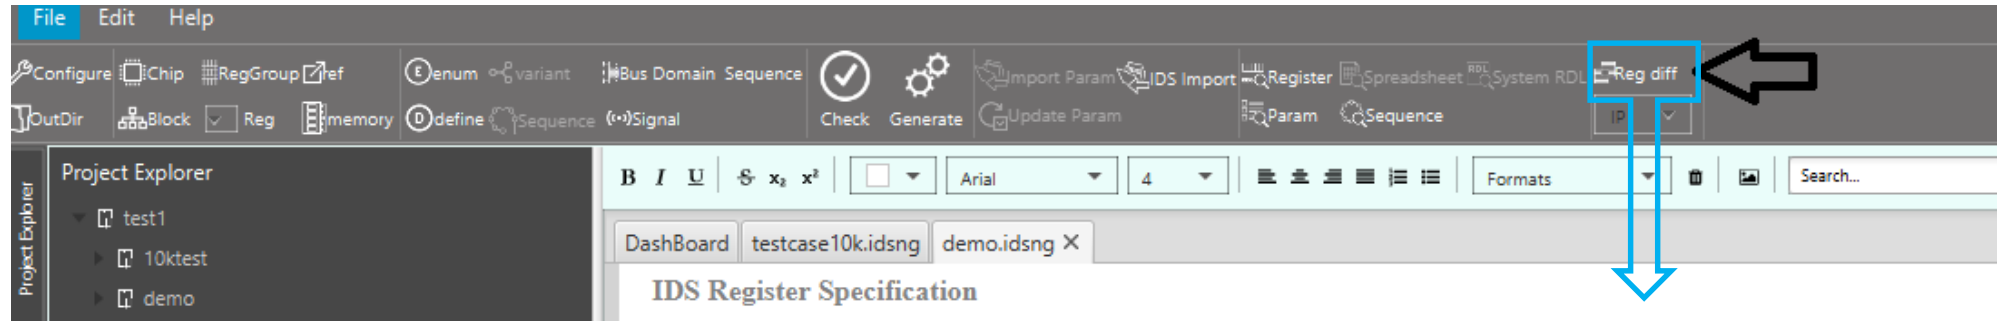 File Edit Help
Configure Chip RegGroup ref enum variant Bus Domain Sequence Import Param IDS Import Register Spreadsheet System RDL Reg diff
OutDir Block Reg memory define Sequence Signal Check Generate Update Param Param Sequence IP
Project Explorer
Project Explorer
B I U S x₂ x² Arial 4 Formats Search...
test1
10ktest
demo
DashBoard testcase10k.idsng demo.idsng
IDS Register Specification